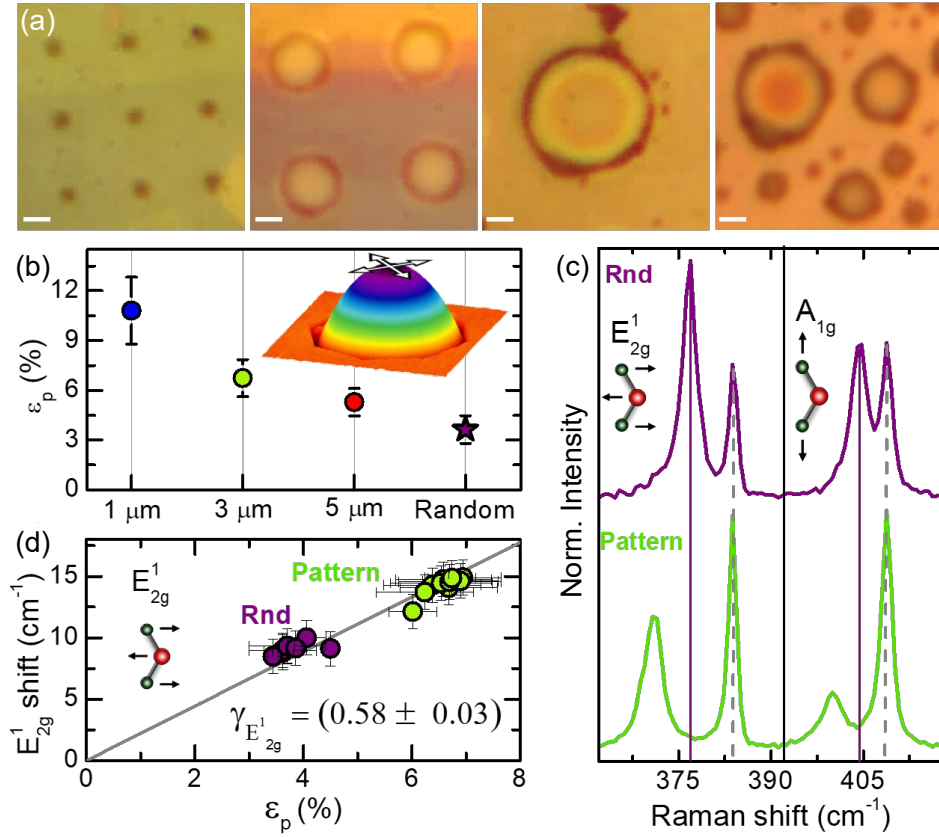 (a)
(b)
ε_p (%)
12
9
6
3
0
1 μm
3 μm
5 μm
Random
(c)
Rnd
E^1_2g
A_1g
Pattern
Norm. Intensity
375
390
405
Raman shift (cm^-1)
(d)
E^1_2g shift (cm^-1)
15
10
5
0
E^1_2g
Pattern
Rnd
γ_E^1_2g = (0.58 ± 0.03)
0
2
4
6
8
ε_p (%)